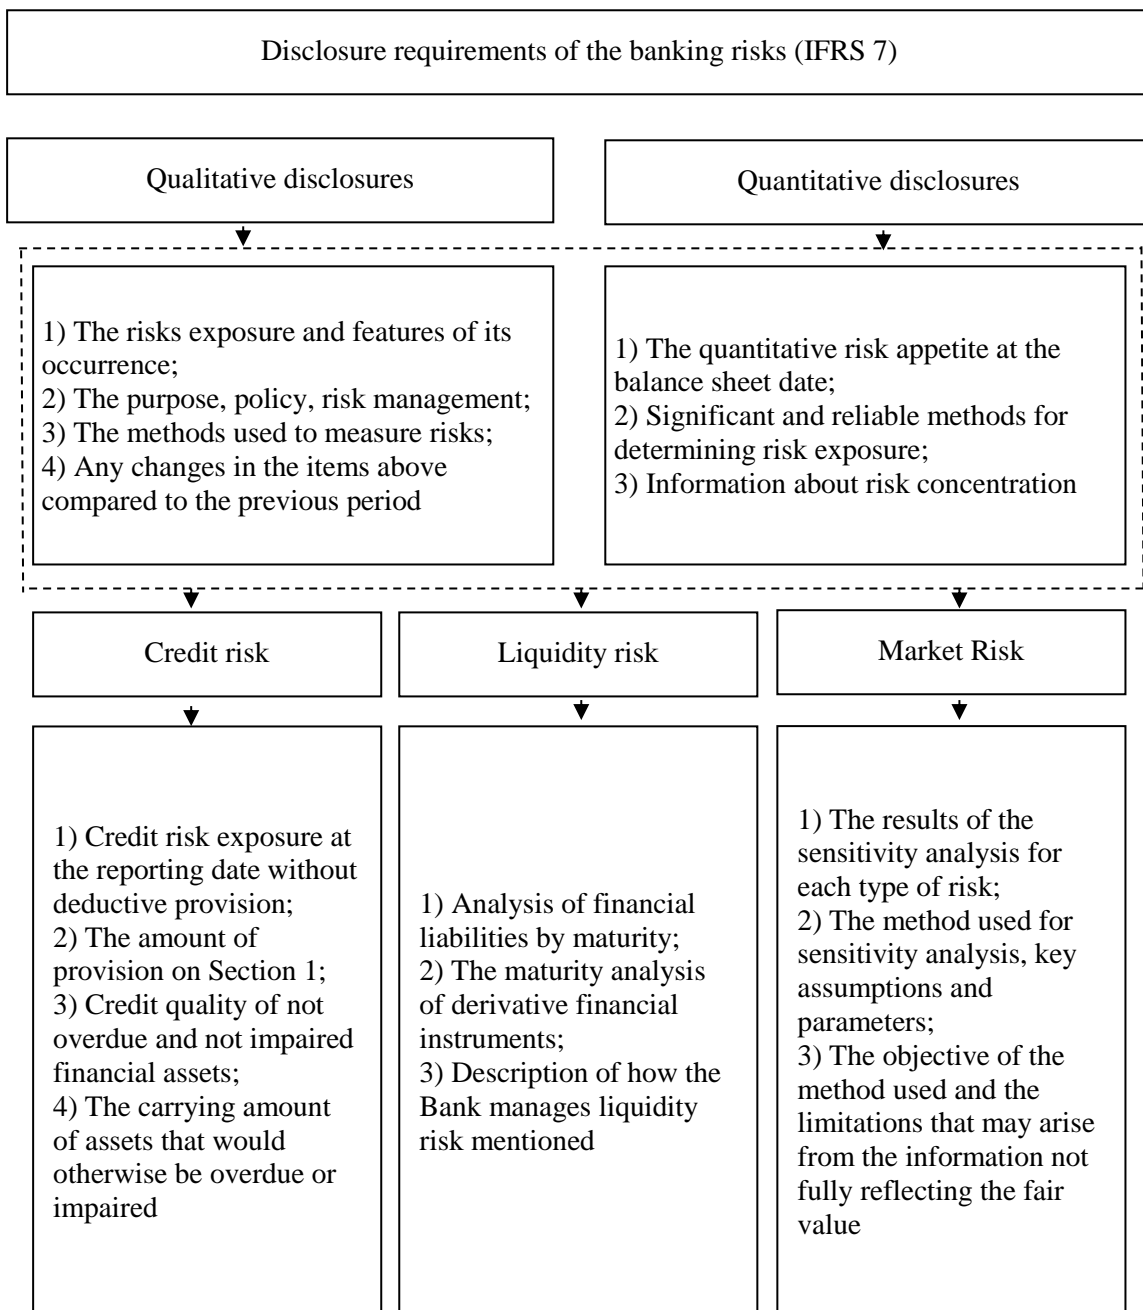 Disclosure requirements of the banking risks (IFRS 7)
Qualitative disclosures
Quantitative disclosures
1) The risks exposure and features of its
occurrence;
2) The purpose, policy, risk management;
3) The methods used to measure risks;
4) Any changes in the items above
compared to the previous period
1) The quantitative risk appetite at the
balance sheet date;
2) Significant and reliable methods for
determining risk exposure;
3) Information about risk concentration
Credit risk
Liquidity risk
Market Risk
1) Credit risk exposure at
the reporting date without
deductive provision;
2) The amount of
provision on Section 1;
3) Credit quality of not
overdue and not impaired
financial assets;
4) The carrying amount
of assets that would
otherwise be overdue or
impaired
1) Analysis of financial
liabilities by maturity;
2) The maturity analysis
of derivative financial
instruments;
3) Description of how the
Bank manages liquidity
risk mentioned
1) The results of the
sensitivity analysis for
each type of risk;
2) The method used for
sensitivity analysis, key
assumptions and
parameters;
3) The objective of the
method used and the
limitations that may arise
from the information not
fully reflecting the fair
value